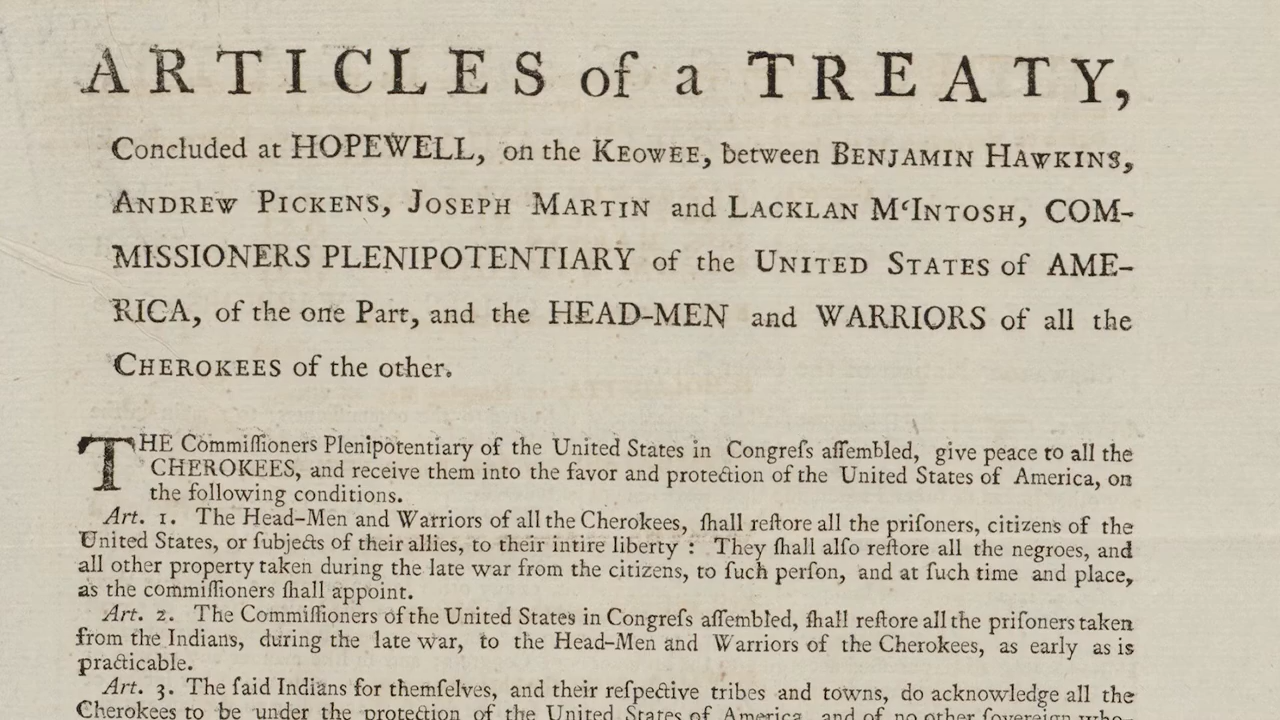 ARTICLES of a TREATY,
Concluded at HOPEWELL, on the KEOWEE, between BENJAMIN HAWKINS,
ANDREW PICKENS, JOSEPH MARTIN and LACKLAN M‘INTOSH, COM-
MISSIONERS PLENIPOTENTIARY of the UNITED STATES of AME-
RICA, of the one Part, and the HEAD-MEN and WARRIORS of all the
CHEROKEES of the other.
THE Commiſſioners Plenipotentiary of the United States in Congreſs aſſembled, give peace to all the
CHEROKEES, and receive them into the favor and protection of the United States of America, on
the following conditions.
Art. 1. The Head-Men and Warriors of all the Cherokees, ſhall reſtore all the priſoners, citizens of the
United States, or ſubjects of their allies, to their intire liberty : They ſhall alſo reſtore all the negroes, and
all other property taken during the late war from the citizens, to ſuch perſon, and at ſuch time and place,
as the commiſſioners ſhall appoint.
Art. 2. The Commiſſioners of the United States in Congreſs aſſembled, ſhall reſtore all the priſoners taken
from the Indians, during the late war, to the Head-Men and Warriors of the Cherokees, as early as is
practicable.
Art. 3. The ſaid Indians for themſelves, and their reſpective tribes and towns, do acknowledge all the
Cherokees to be under the protection of the United States of America, and of no other ſovereign who-